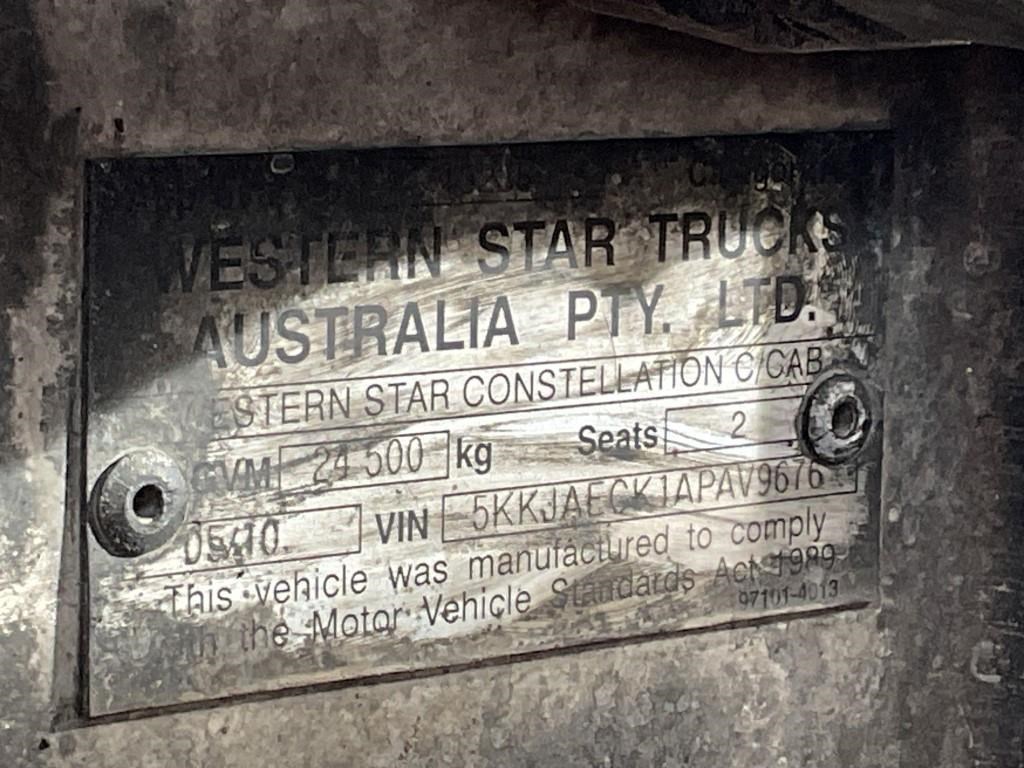 WESTERN STAR TRUCKS
AUSTRALIA PTY. LTD.
WESTERN STAR CONSTELLATION C/CAB
GVM 24 500 kg Seats 2
05/10 VIN 5KKJAECK1APAV9676
This vehicle was manufactured to comply
with the Motor Vehicle Standards Act 1989
97101-4013